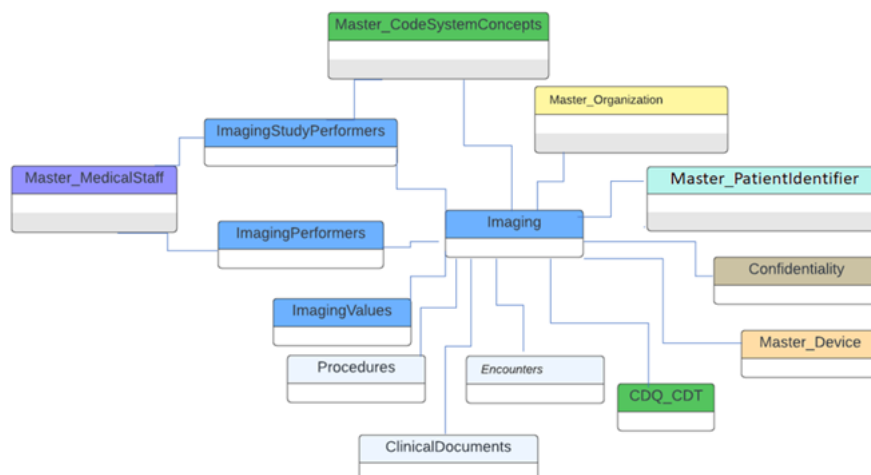 Master_CodeSystemConcepts
Master_Organization
ImagingStudyPerformers
Master_MedicalStaff
Master_PatientIdentifier
Imaging
ImagingPerformers
Confidentiality
ImagingValues
Master_Device
Procedures
Encounters
CDQ_CDT
ClinicalDocuments